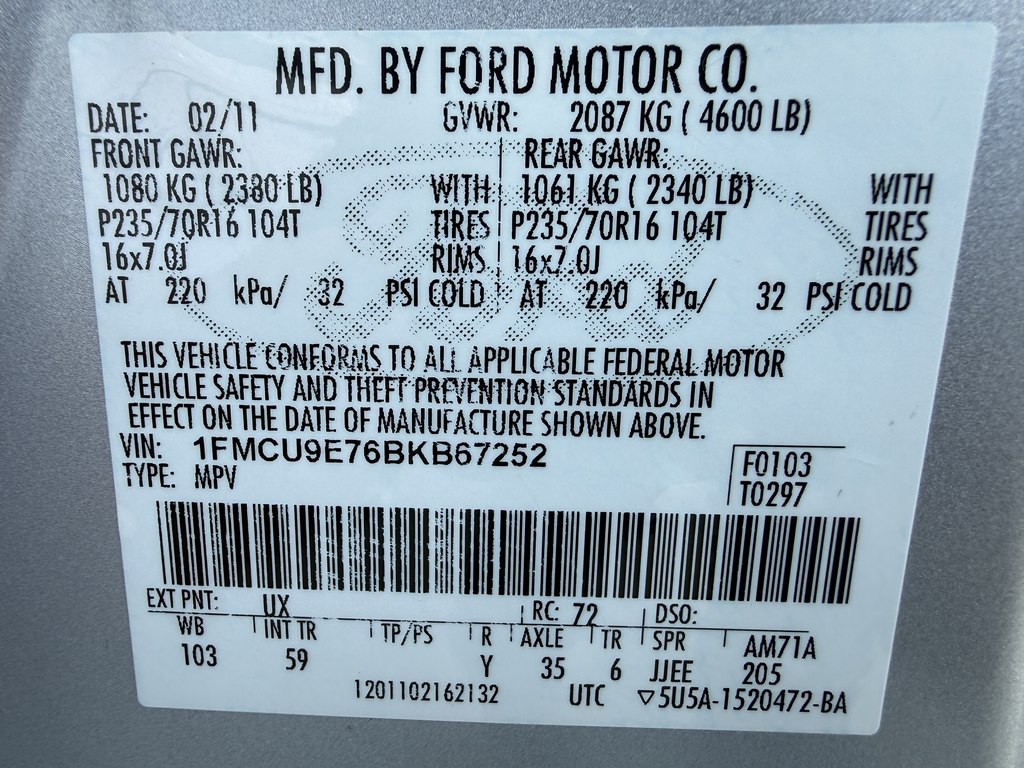 MFD. BY FORD MOTOR CO.
DATE: 02/11 GVWR: 2087 KG ( 4600 LB)
FRONT GAWR: REAR GAWR:
1080 KG ( 2380 LB) WITH 1061 KG ( 2340 LB) WITH
P235/70R16 104T TIRES P235/70R16 104T TIRES
16x7.0J RIMS 16x7.0J RIMS
AT 220 kPa/ 32 PSI COLD AT 220 kPa/ 32 PSI COLD
THIS VEHICLE CONFORMS TO ALL APPLICABLE FEDERAL MOTOR
VEHICLE SAFETY AND THEFT PREVENTION STANDARDS IN
EFFECT ON THE DATE OF MANUFACTURE SHOWN ABOVE.
VIN: 1FMCU9E76BKB67252
TYPE: MPV
F0103
T0297
EXT PNT: UX RC: 72 DSO:
WB INT TR TP/PS R AXLE TR SPR AM71A
103 59 Y 35 6 JJEE 205
1201102162132 UTC ▽5U5A-1520472-BA